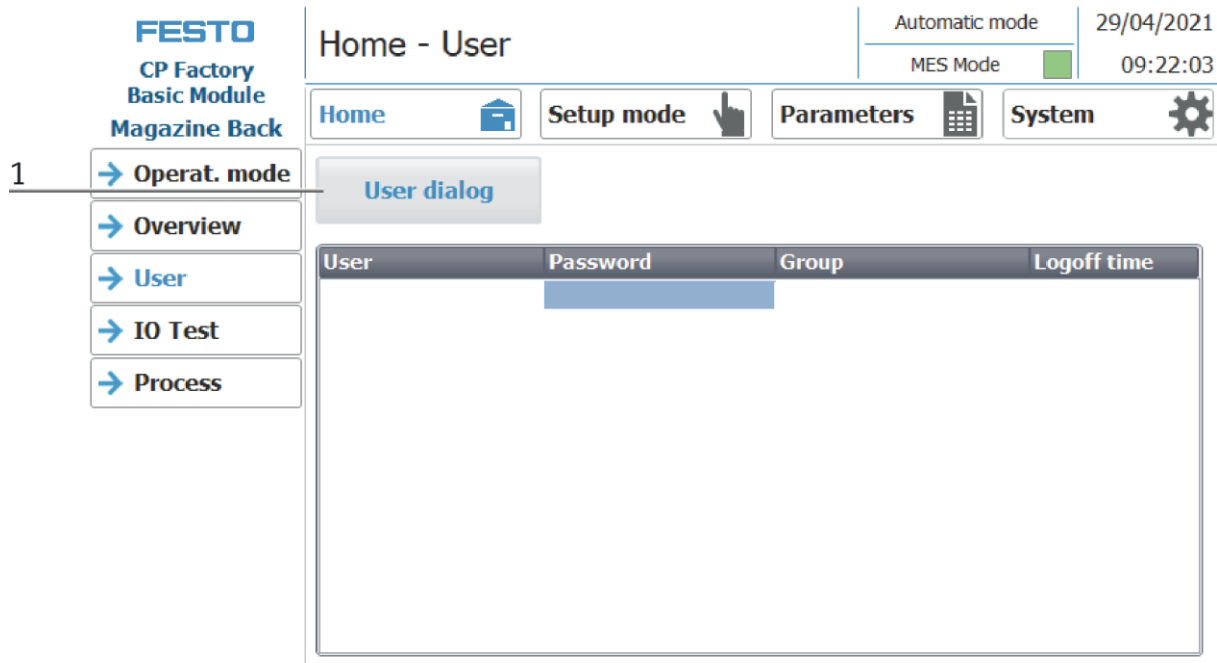 FESTO
CP Factory
Basic Module
Magazine Back
Home - User
Automatic mode
MES Mode
29/04/2021
09:22:03
Home
Setup mode
Parameters
System
1
Operat. mode
Overview
User
IO Test
Process
User dialog
User Password Group Logoff time